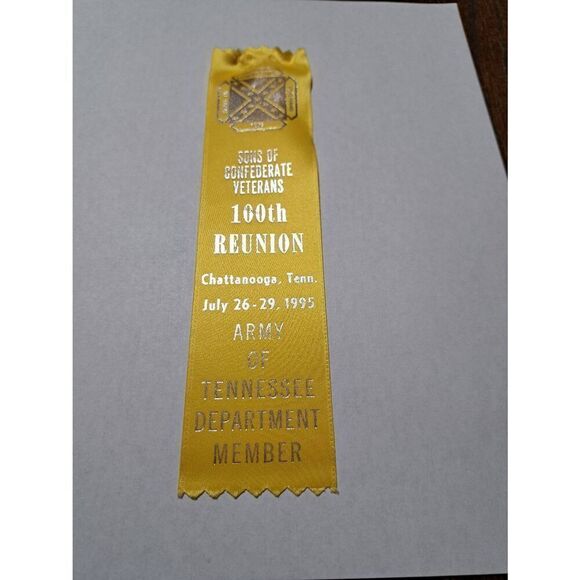 SONS OF
CONFEDERATE
VETERANS
100th
REUNION
Chattanooga, Tenn.
July 26-29, 1995
ARMY
OF
TENNESSEE
DEPARTMENT
MEMBER